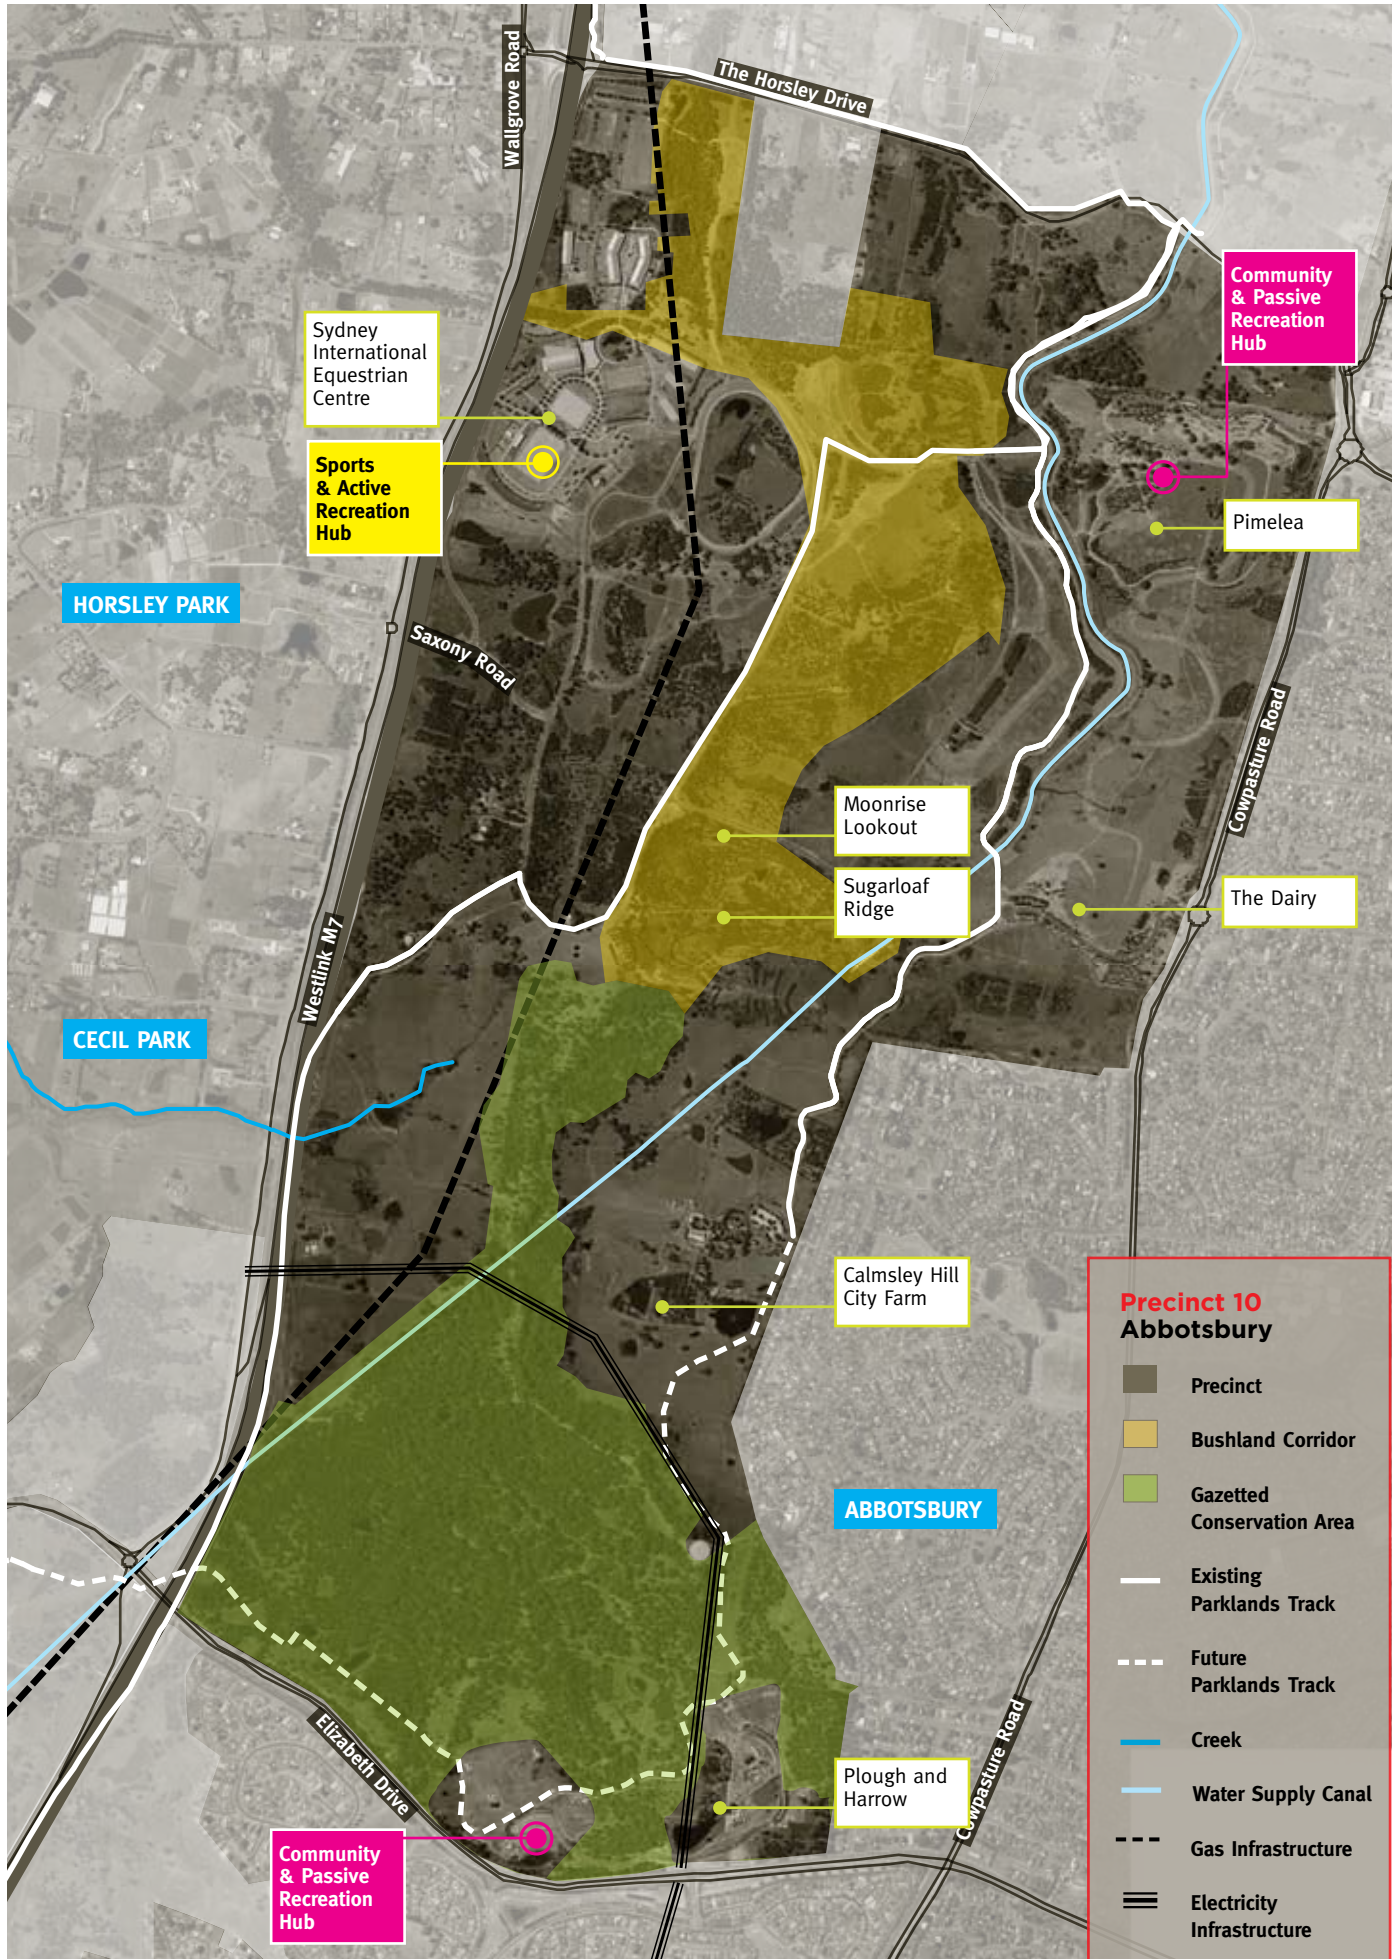 Wallgrove Road
The Horsley Drive
Community
& Passive
Recreation
Hub
Sydney
International
Equestrian
Centre
Sports
& Active
Recreation
Hub
Pimelea
HORSLEY PARK
Saxony Road
Cowpasture Road
Moonrise
Lookout
Sugarloaf
Ridge
The Dairy
Westlink M7
CECIL PARK
Calmsley Hill
City Farm
ABBOTSBURY
Elizabeth Drive
Cowpasture Road
Plough and
Harrow
Community
& Passive
Recreation
Hub
Precinct 10
Abbotsbury
Precinct
Bushland Corridor
Gazetted
Conservation Area
Existing
Parklands Track
Future
Parklands Track
Creek
Water Supply Canal
Gas Infrastructure
Electricity
Infrastructure